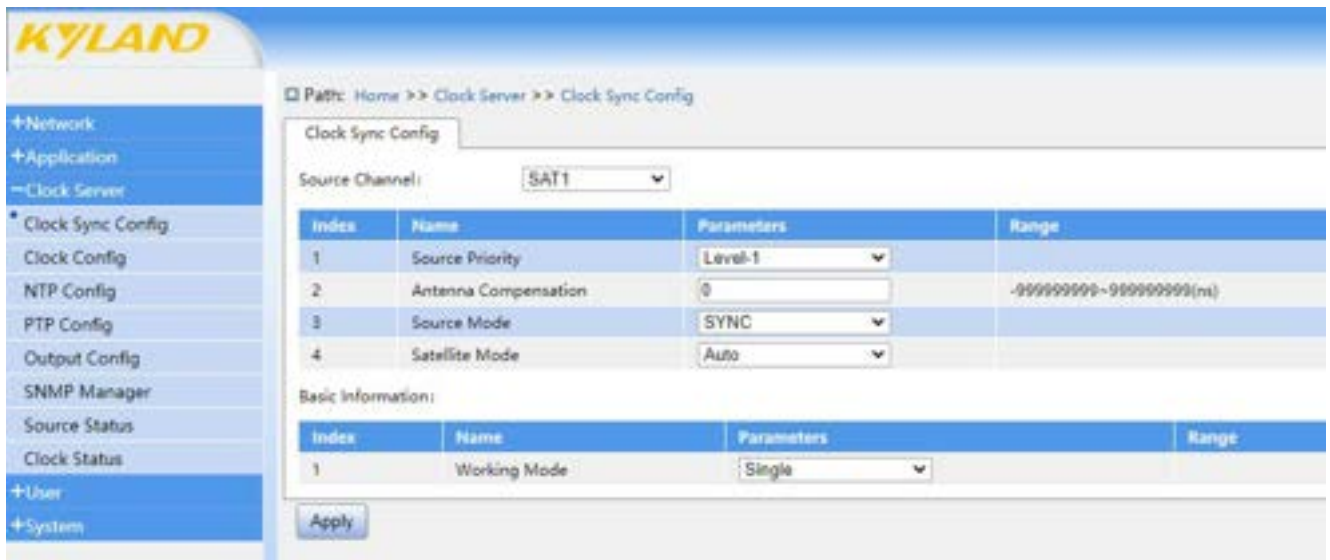 KYLAND
Path: Home >> Clock Server >> Clock Sync Config
+Network
+Application
−Clock Server
Clock Sync Config
Clock Config
NTP Config
PTP Config
Output Config
SNMP Manager
Source Status
Clock Status
+User
+System
Clock Sync Config
Source Channel: SAT1
Index Name Parameters Range
1 Source Priority Level-1
2 Antenna Compensation 0 -999999999~999999999(ns)
3 Source Mode SYNC
4 Satellite Mode Auto
Basic Information:
Index Name Parameters Range
1 Working Mode Single
Apply